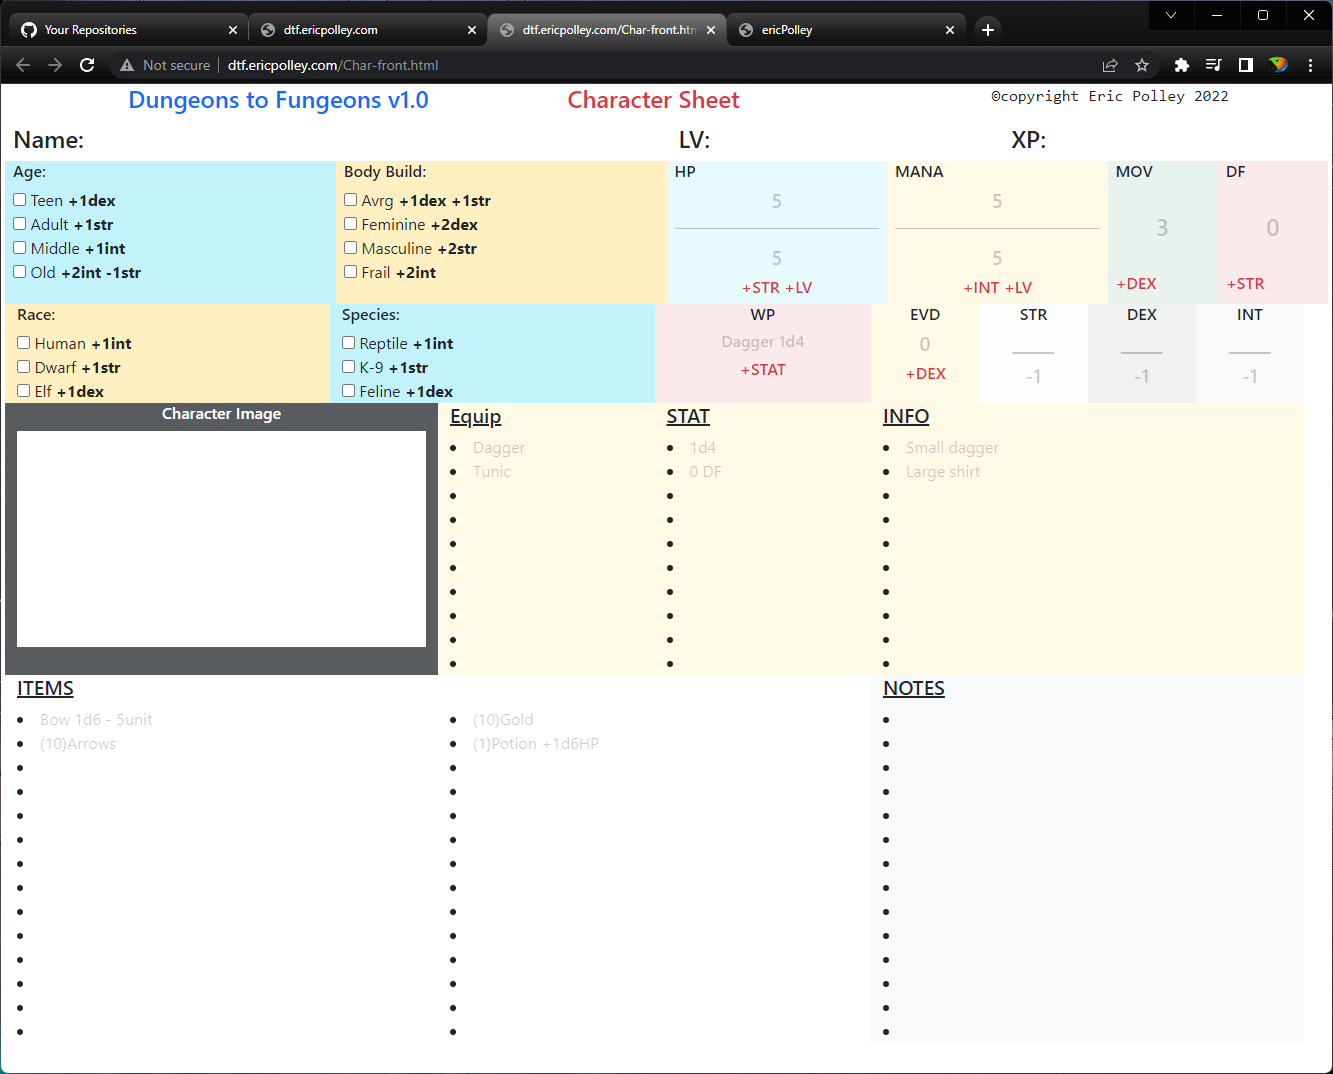 Your Repositories
dtf.ericpolley.com
dtf.ericpolley.com/Char-front.htm
ericPolley
Not secure
dtf.ericpolley.com/Char-front.html
Dungeons to Fungeons v1.0
Character Sheet
©copyright Eric Polley 2022
Name:
LV:
XP:
Age:
Teen +1dex
Adult +1str
Middle +1int
Old +2int -1str
Body Build:
Avrg +1dex +1str
Feminine +2dex
Masculine +2str
Frail +2int
HP
5
5
+STR +LV
MANA
5
5
+INT +LV
MOV
3
+DEX
DF
0
+STR
Race:
Human +1int
Dwarf +1str
Elf +1dex
Species:
Reptile +1int
K-9 +1str
Feline +1dex
WP
Dagger 1d4
+STAT
EVD
0
+DEX
STR
-1
DEX
-1
INT
-1
Character Image
Equip
Dagger
Tunic
STAT
1d4
0 DF
INFO
Small dagger
Large shirt
ITEMS
Bow 1d6 - 5unit
(10)Arrows
(10)Gold
(1)Potion +1d6HP
NOTES